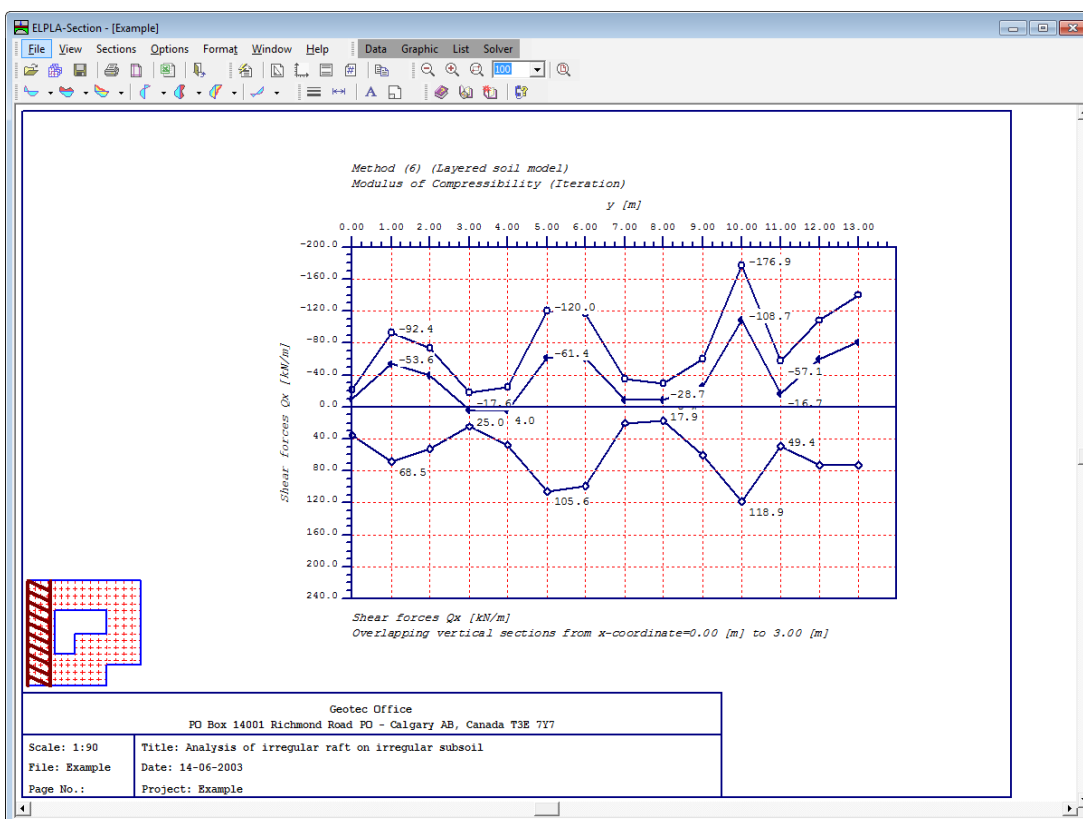 ELPLA-Section - [Example]
File View Sections Options Format Window Help Data Graphic List Solver
100
Method (6) (Layered soil model)
Modulus of Compressibility (Iteration)
y [m]
0.00 1.00 2.00 3.00 4.00 5.00 6.00 7.00 8.00 9.00 10.00 11.00 12.00 13.00
-200.0
-160.0
-120.0
-80.0
-40.0
0.0
40.0
80.0
120.0
160.0
200.0
240.0
Shear forces Qx [kN/m]
-176.9
-120.0
-108.7
-92.4
-53.6
-61.4
-57.1
-28.7
-17.6
-16.7
25.0
4.0
17.9
49.4
68.5
105.6
118.9
Shear forces Qx [kN/m]
Overlapping vertical sections from x-coordinate=0.00 [m] to 3.00 [m]
Geotec Office
PO Box 14001 Richmond Road PO - Calgary AB, Canada T3E 7Y7
Scale: 1:90
Title: Analysis of irregular raft on irregular subsoil
File: Example
Date: 14-06-2003
Page No.:
Project: Example